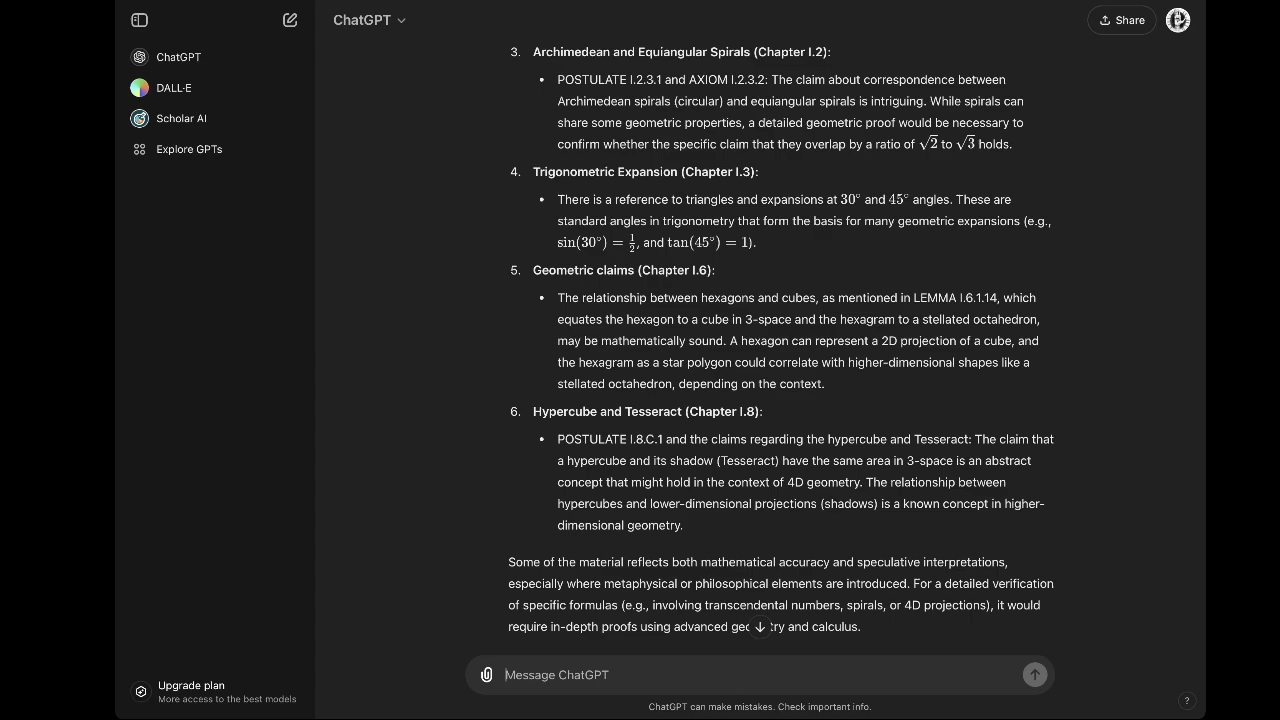 ChatGPT
Share
ChatGPT
DALL·E
Scholar AI
Explore GPTs
3. Archimedean and Equiangular Spirals (Chapter I.2):
• POSTULATE I.2.3.1 and AXIOM I.2.3.2: The claim about correspondence between
Archimedean spirals (circular) and equiangular spirals is intriguing. While spirals can
share some geometric properties, a detailed geometric proof would be necessary to
confirm whether the specific claim that they overlap by a ratio of √2 to √3 holds.
4. Trigonometric Expansion (Chapter I.3):
• There is a reference to triangles and expansions at 30° and 45° angles. These are
standard angles in trigonometry that form the basis for many geometric expansions (e.g.,
sin(30°) = 1/2, and tan(45°) = 1).
5. Geometric claims (Chapter I.6):
• The relationship between hexagons and cubes, as mentioned in LEMMA I.6.1.14, which
equates the hexagon to a cube in 3-space and the hexagram to a stellated octahedron,
may be mathematically sound. A hexagon can represent a 2D projection of a cube, and
the hexagram as a star polygon could correlate with higher-dimensional shapes like a
stellated octahedron, depending on the context.
6. Hypercube and Tesseract (Chapter I.8):
• POSTULATE I.8.C.1 and the claims regarding the hypercube and Tesseract: The claim that
a hypercube and its shadow (Tesseract) have the same area in 3-space is an abstract
concept that might hold in the context of 4D geometry. The relationship between
hypercubes and lower-dimensional projections (shadows) is a known concept in higher-
dimensional geometry.
Some of the material reflects both mathematical accuracy and speculative interpretations,
especially where metaphysical or philosophical elements are introduced. For a detailed verification
of specific formulas (e.g., involving transcendental numbers, spirals, or 4D projections), it would
require in-depth proofs using advanced geometry and calculus.
Message ChatGPT
Upgrade plan
More access to the best models
ChatGPT can make mistakes. Check important info.
?